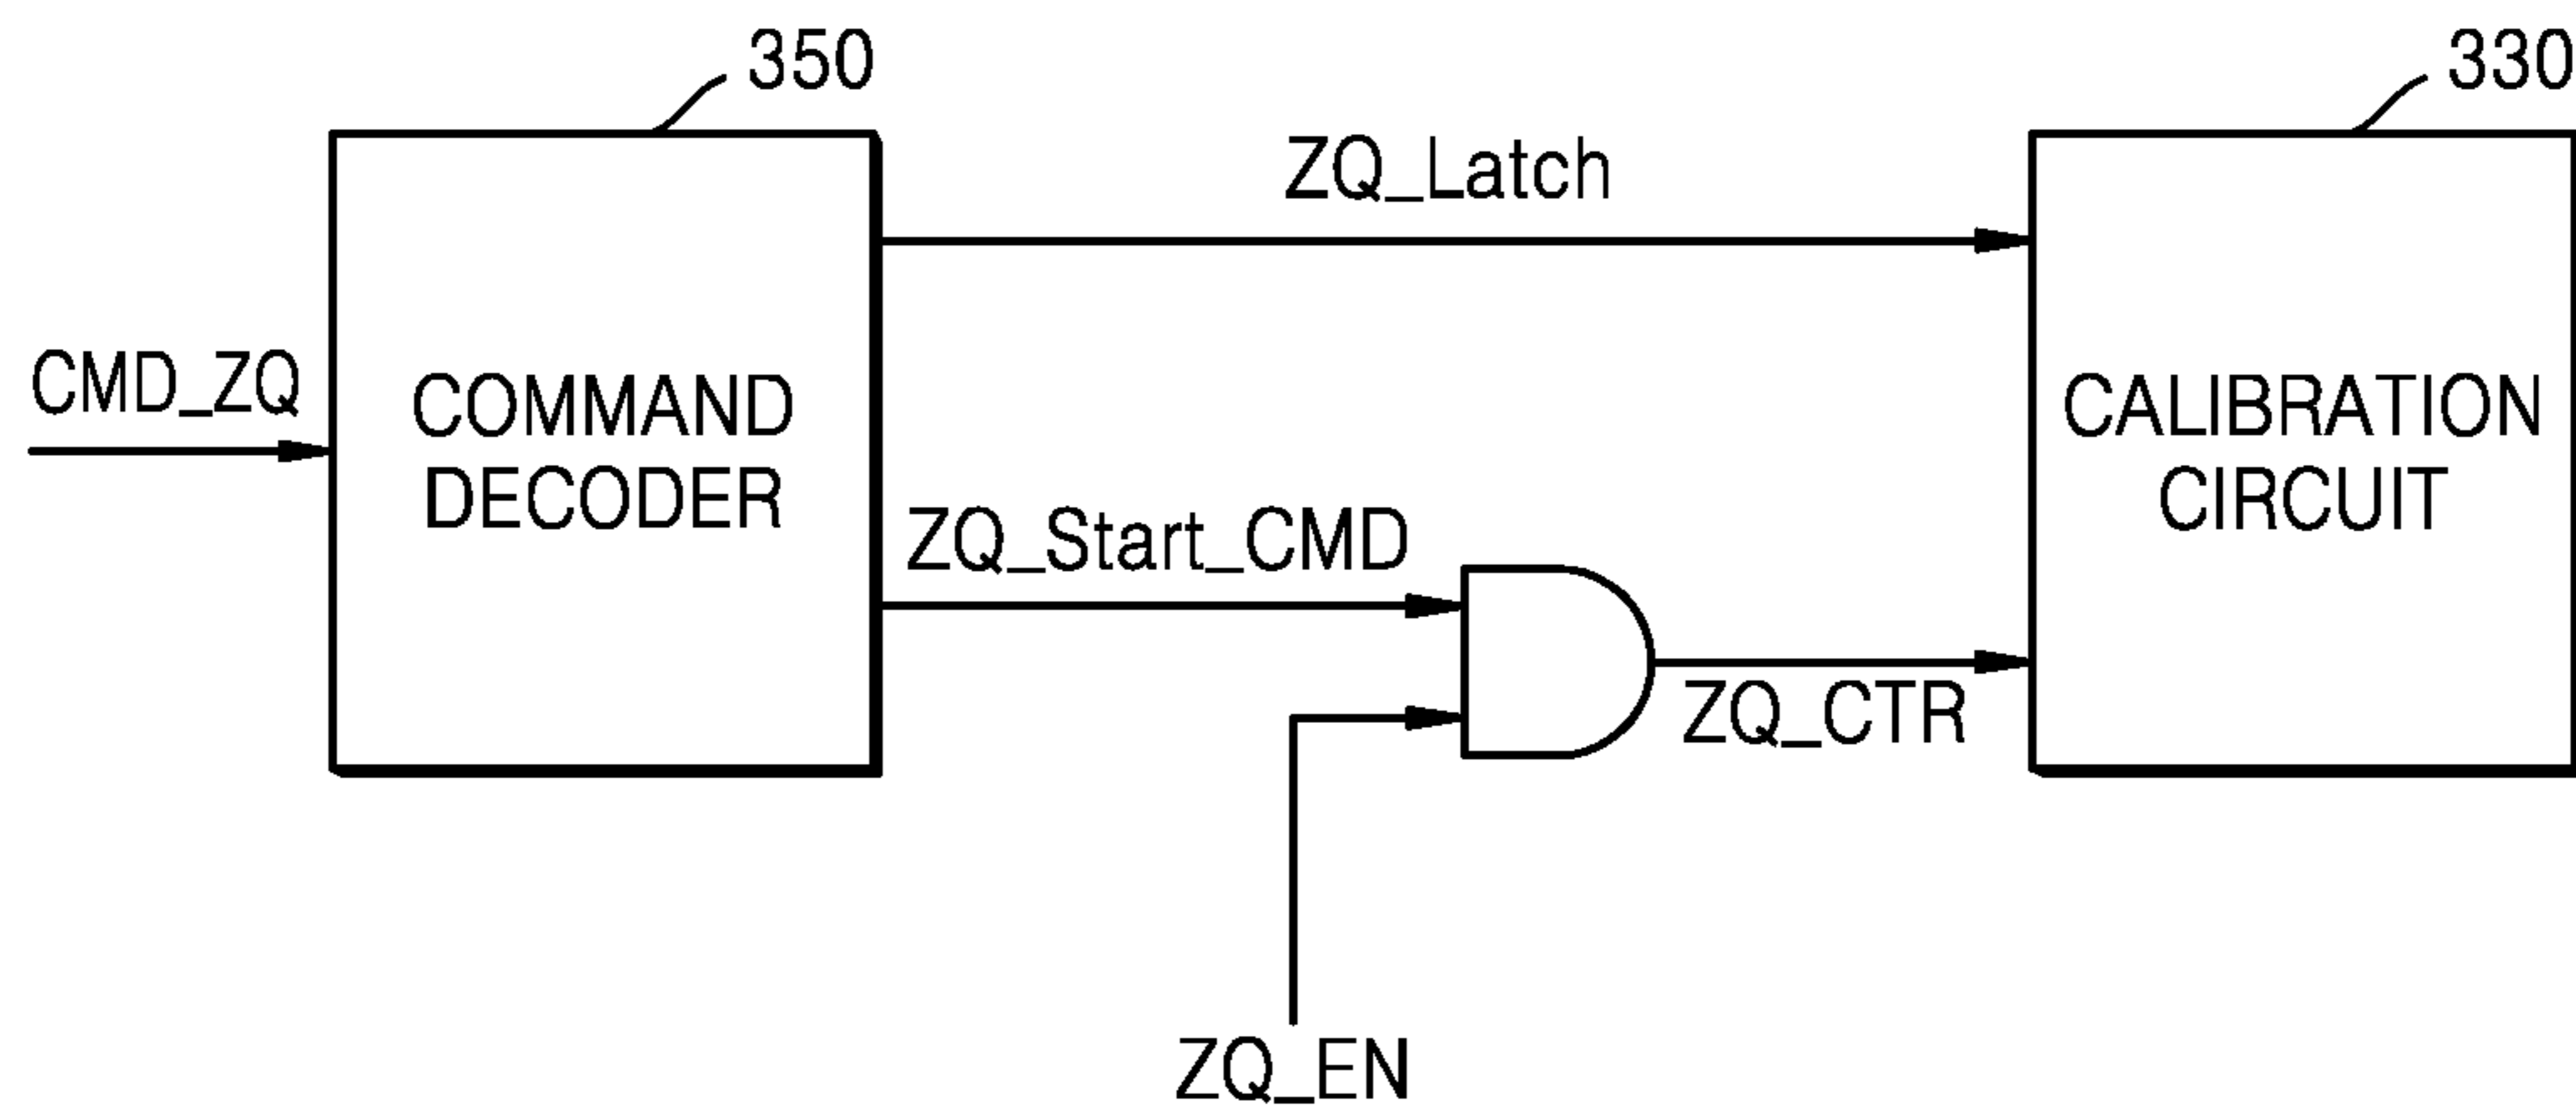 350
330
ZQ_Latch
CMD_ZQ
COMMAND
DECODER
CALIBRATION
CIRCUIT
ZQ_Start_CMD
ZQ_CTR
ZQ_EN